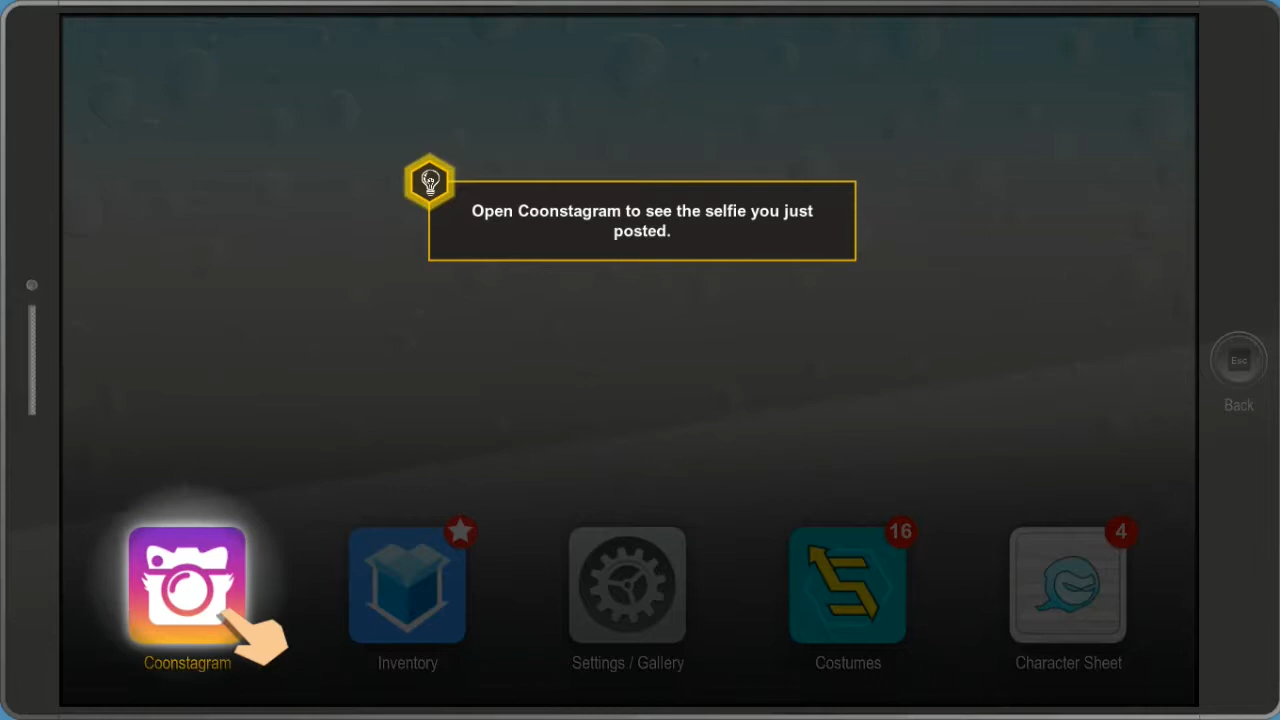 Open Coonstagram to see the selfie you just
posted.
Esc
Back
16
4
Coonstagram
Inventory
Settings / Gallery
Costumes
Character Sheet